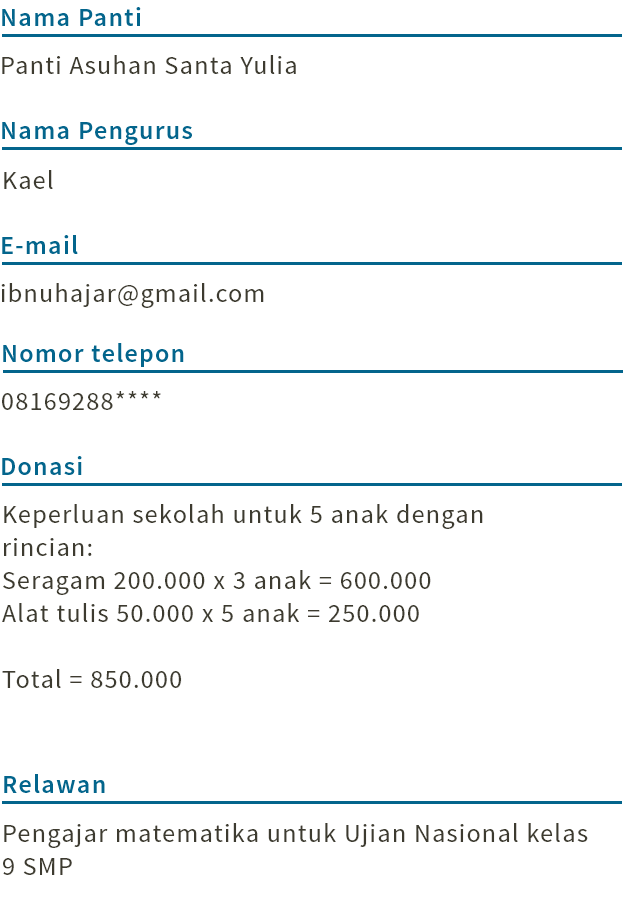 Nama Panti
Panti Asuhan Santa Yulia
Nama Pengurus
Kael
E-mail
ibnuhajar@gmail.com
Nomor telepon
08169288****
Donasi
Keperluan sekolah untuk 5 anak dengan
rincian:
Seragam 200.000 x 3 anak = 600.000
Alat tulis 50.000 x 5 anak = 250.000
Total = 850.000
Relawan
Pengajar matematika untuk Ujian Nasional kelas
9 SMP